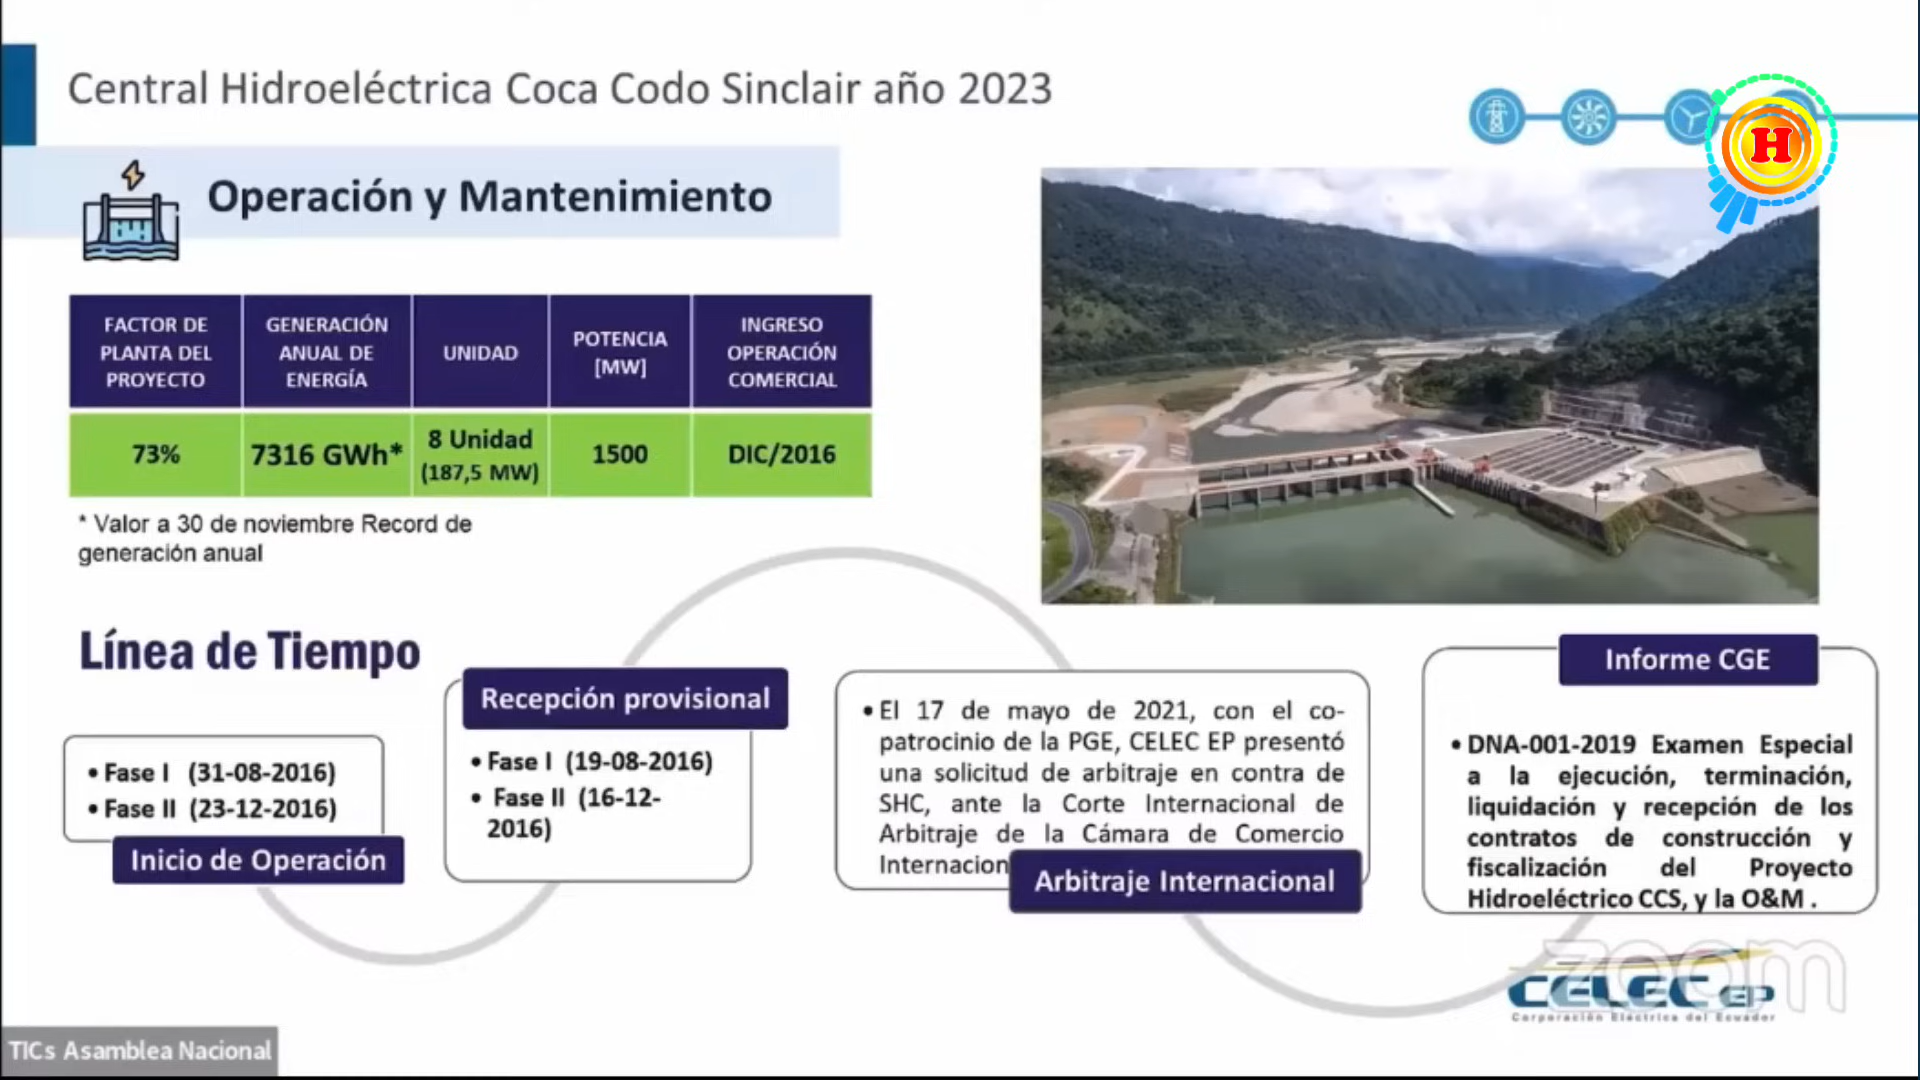 Central Hidroeléctrica Coca Codo Sinclair año 2023
H
Operación y Mantenimiento
FACTOR DE
PLANTA DEL
PROYECTO
GENERACIÓN
ANUAL DE
ENERGÍA
UNIDAD
POTENCIA
[MW]
INGRESO
OPERACIÓN
COMERCIAL
73%
7316 GWh*
8 Unidad
(187,5 MW)
1500
DIC/2016
* Valor a 30 de noviembre Record de
generación anual
Línea de Tiempo
• Fase I (31-08-2016)
• Fase II (23-12-2016)
Inicio de Operación
Recepción provisional
• Fase I (19-08-2016)
• Fase II (16-12-
2016)
• El 17 de mayo de 2021, con el co-
patrocinio de la PGE, CELEC EP presentó
una solicitud de arbitraje en contra de
SHC, ante la Corte Internacional de
Arbitraje de la Cámara de Comercio
Internacion
Arbitraje Internacional
Informe CGE
• DNA-001-2019 Examen Especial
a la ejecución, terminación,
liquidación y recepción de los
contratos de construcción y
fiscalización del Proyecto
Hidroeléctrico CCS, y la O&M .
zoom
CELEC EP
Corporación Eléctrica del Ecuador
TICs Asamblea Nacional